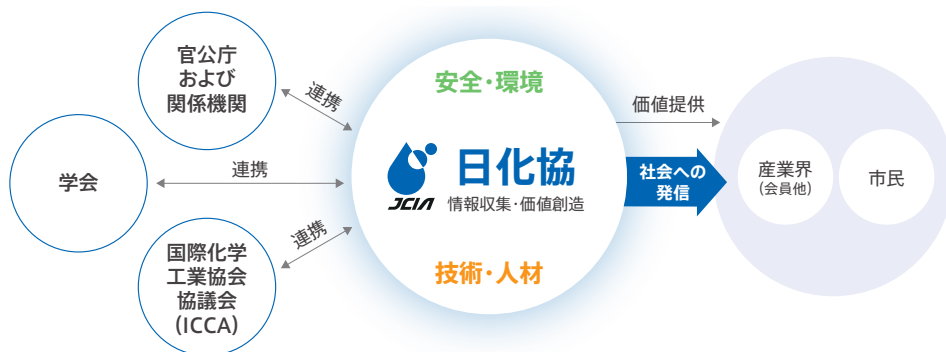 官公庁
および
関係機関
連携
学会
連携
国際化学
工業協会
協議会
(ICCA)
連携
安全・環境
日化協
JCIA
情報収集・価値創造
技術・人材
価値提供
社会への
発信
産業界
(会員他)
市民